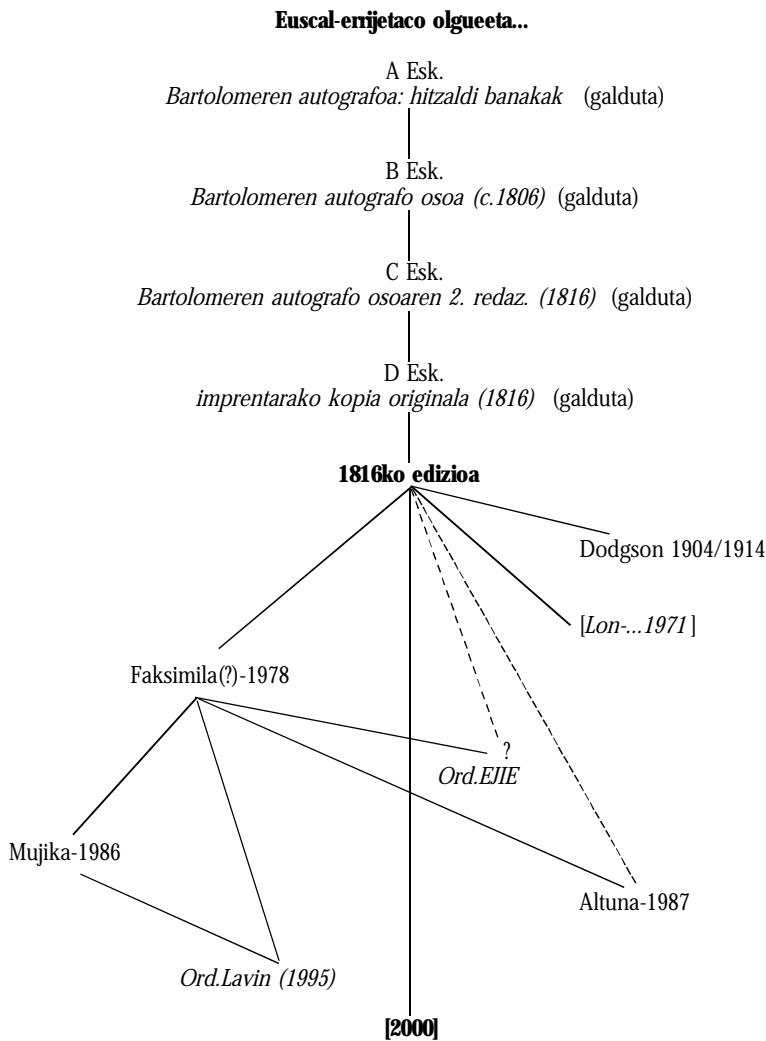 Euscal-errijetaco olgueeta...
A Esk.
Bartolomeren autografoa: hitzaldi banakak (galduta)
B Esk.
Bartolomeren autografo osoa (c.1806) (galduta)
C Esk.
Bartolomeren autografo osoaren 2. redaz. (1816) (galduta)
D Esk.
imprentarako kopia originala (1816) (galduta)
1816ko edizioa
Dodgson 1904/1914
[Lon-...1971]
Faksimila(?)-1978
?
Ord.EJIE
Mujika-1986
Altuna-1987
Ord.Lavin (1995)
[2000]